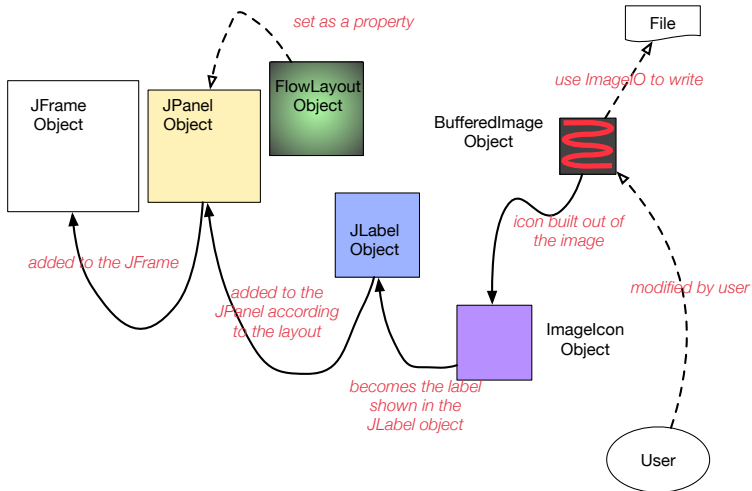 set as a property
File
use ImageIO to write
FlowLayout
Object
JFrame
Object
JPanel
Object
BufferedImage
Object
JLabel
Object
icon built out of
the image
added to the JFrame
added to the
JPanel according
to the layout
modified by user
ImageIcon
Object
becomes the label
shown in the
JLabel object
User